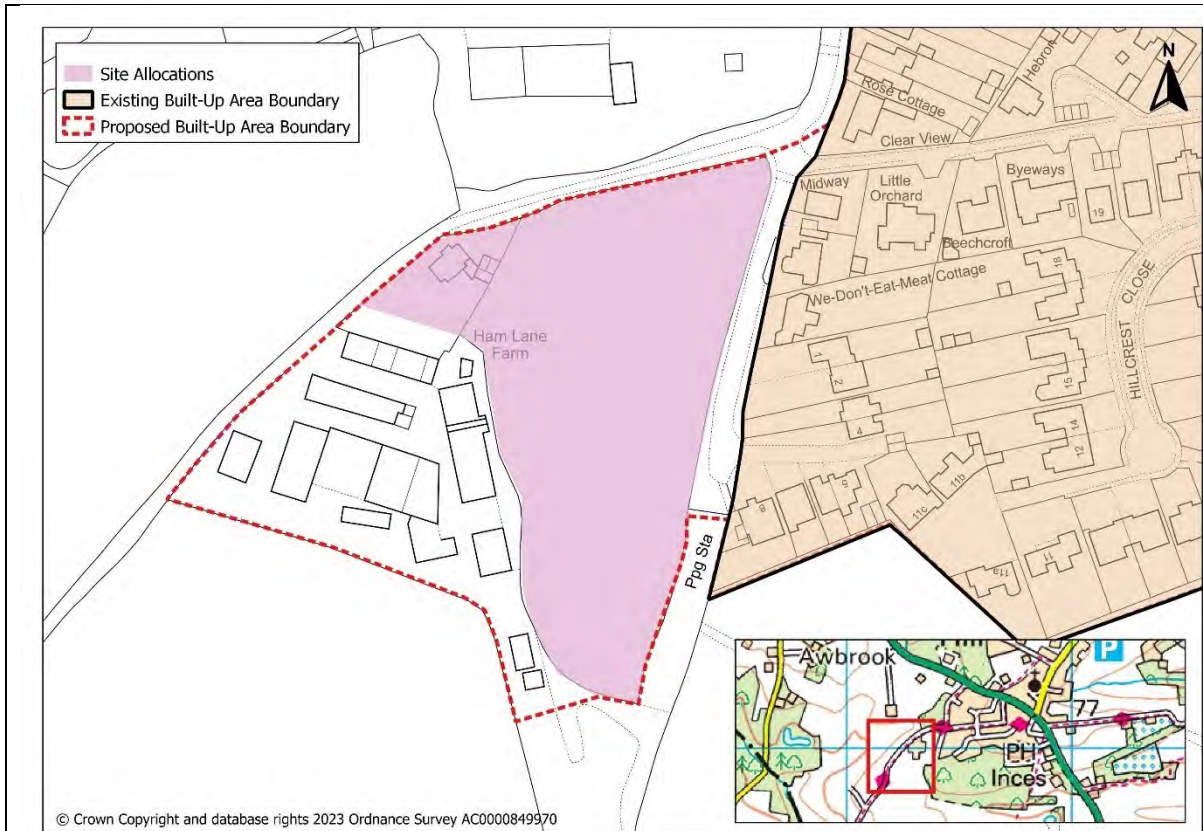 Site Allocations
Existing Built-Up Area Boundary
Proposed Built-Up Area Boundary
N
Hebron
Rose Cottage
Clear View
Midway
Little
Orchard
Byeways
19
Beechcroft
18
We-Don't-Eat-Meat Cottage
HILLCREST CLOSE
Ham Lane
Farm
1
2
15
4
14
12
5
8
11b
11c
11
11a
Ppg Sta
Awbrook
P
77
PH
Inces
© Crown Copyright and database rights 2023 Ordnance Survey AC0000849970